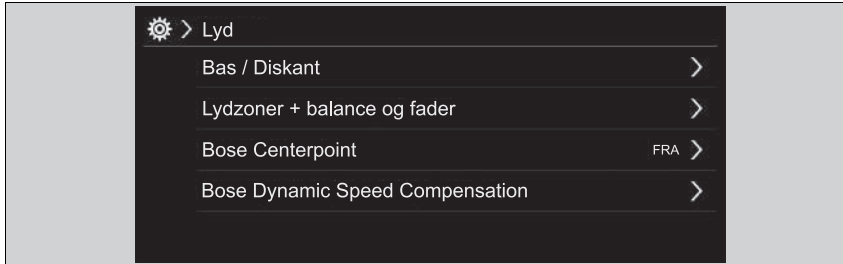 Lyd
Bas / Diskant
Lydzoner + balance og fader
Bose Centerpoint FRA
Bose Dynamic Speed Compensation